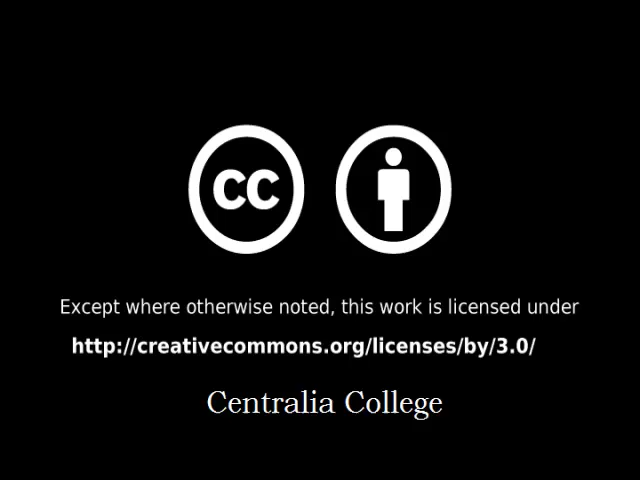 CC
Except where otherwise noted, this work is licensed under
http://creativecommons.org/licenses/by/3.0/
Centralia College